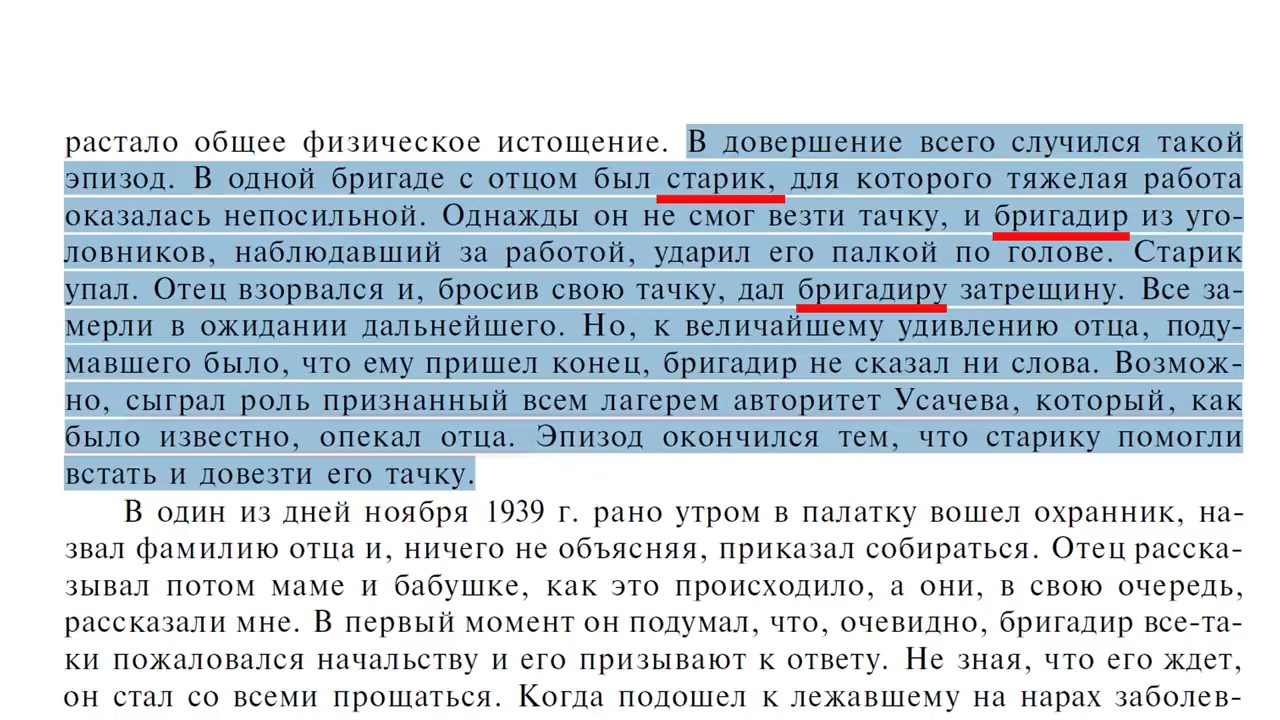 растало общее физическое истощение. В довершение всего случился такой
эпизод. В одной бригаде с отцом был старик, для которого тяжелая работа
оказалась непосильной. Однажды он не смог везти тачку, и бригадир из уго-
ловников, наблюдавший за работой, ударил его палкой по голове. Старик
упал. Отец взорвался и, бросив свою тачку, дал бригадиру затрещину. Все за-
мерли в ожидании дальнейшего. Но, к величайшему удивлению отца, поду-
мавшего было, что ему пришел конец, бригадир не сказал ни слова. Возмож-
но, сыграл роль признанный всем лагерем авторитет Усачева, который, как
было известно, опекал отца. Эпизод окончился тем, что старику помогли
встать и довезти его тачку.
В один из дней ноября 1939 г. рано утром в палатку вошел охранник, на-
звал фамилию отца и, ничего не объясняя, приказал собираться. Отец расска-
зывал потом маме и бабушке, как это происходило, а они, в свою очередь,
рассказали мне. В первый момент он подумал, что, очевидно, бригадир все-та-
ки пожаловался начальству и его призывают к ответу. Не зная, что его ждет,
он стал со всеми прощаться. Когда подошел к лежавшему на нарах заболев-